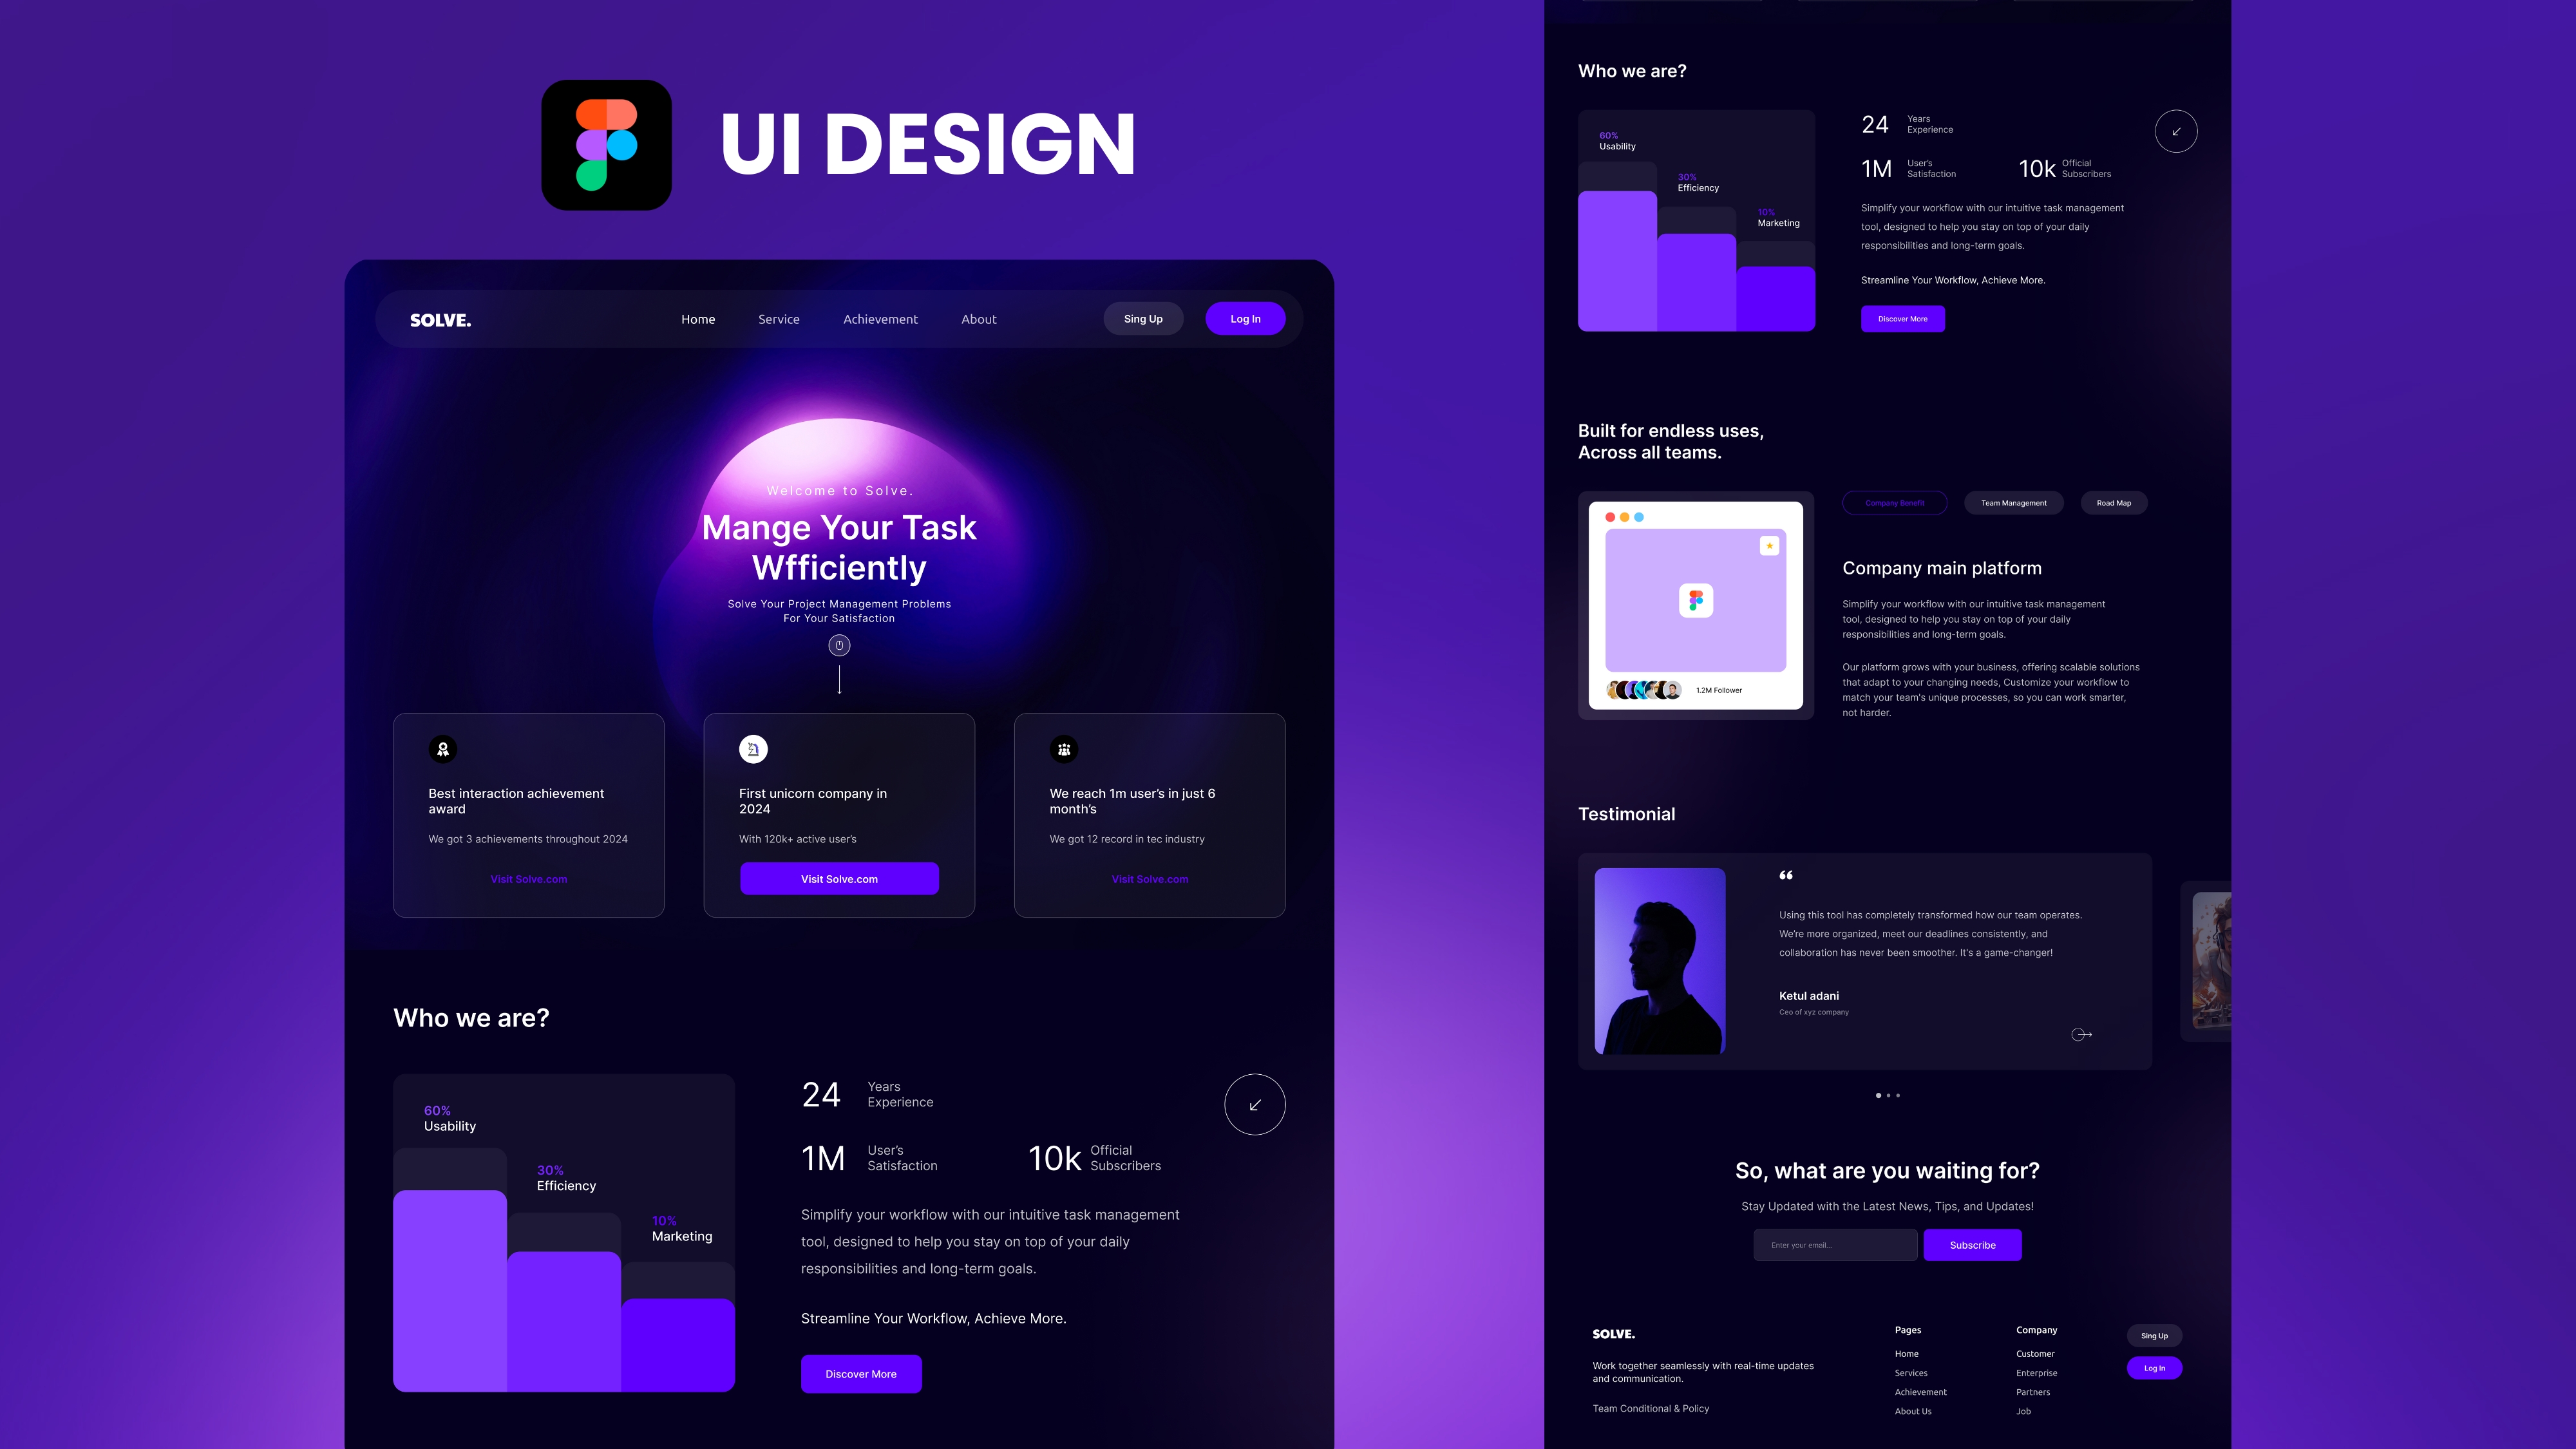 UI DESIGN
SOLVE.
Home
Service
Achievement
About
Sing Up
Log In
Welcome to Solve.
Mange Your Task
Wfficiently
Solve Your Project Management Problems
For Your Satisfaction
Best interaction achievement
award
We got 3 achievements throughout 2024
Visit Solve.com
First unicorn company in
2024
With 120k+ active user's
Visit Solve.com
We reach 1m user's in just 6
month's
We got 12 record in tec industry
Visit Solve.com
Who we are?
60%
Usability
30%
Efficiency
10%
Marketing
24
Years
Experience
1M
User's
Satisfaction
10k
Official
Subscribers
Simplify your workflow with our intuitive task management
tool, designed to help you stay on top of your daily
responsibilities and long-term goals.
Streamline Your Workflow, Achieve More.
Discover More
Who we are?
60%
Usability
30%
Efficiency
10%
Marketing
24
Years
Experience
1M
User's
Satisfaction
10k
Official
Subscribers
Simplify your workflow with our intuitive task management
tool, designed to help you stay on top of your daily
responsibilities and long-term goals.
Streamline Your Workflow, Achieve More.
Discover More
Built for endless uses,
Across all teams.
1.2M Follower
Company Benefit
Team Management
Road Map
Company main platform
Simplify your workflow with our intuitive task management
tool, designed to help you stay on top of your daily
responsibilities and long-term goals.
Our platform grows with your business, offering scalable solutions
that adapt to your changing needs, Customize your workflow to
match your team's unique processes, so you can work smarter,
not harder.
Testimonial
“
Using this tool has completely transformed how our team operates.
We're more organized, meet our deadlines consistently, and
collaboration has never been smoother. It's a game-changer!
Ketul adani
Ceo of xyz company
So, what are you waiting for?
Stay Updated with the Latest News, Tips, and Updates!
Enter your email...
Subscribe
SOLVE.
Work together seamlessly with real-time updates
and communication.
Team Conditional & Policy
Pages
Home
Services
Achievement
About Us
Company
Customer
Enterprise
Partners
Job
Sing Up
Log In